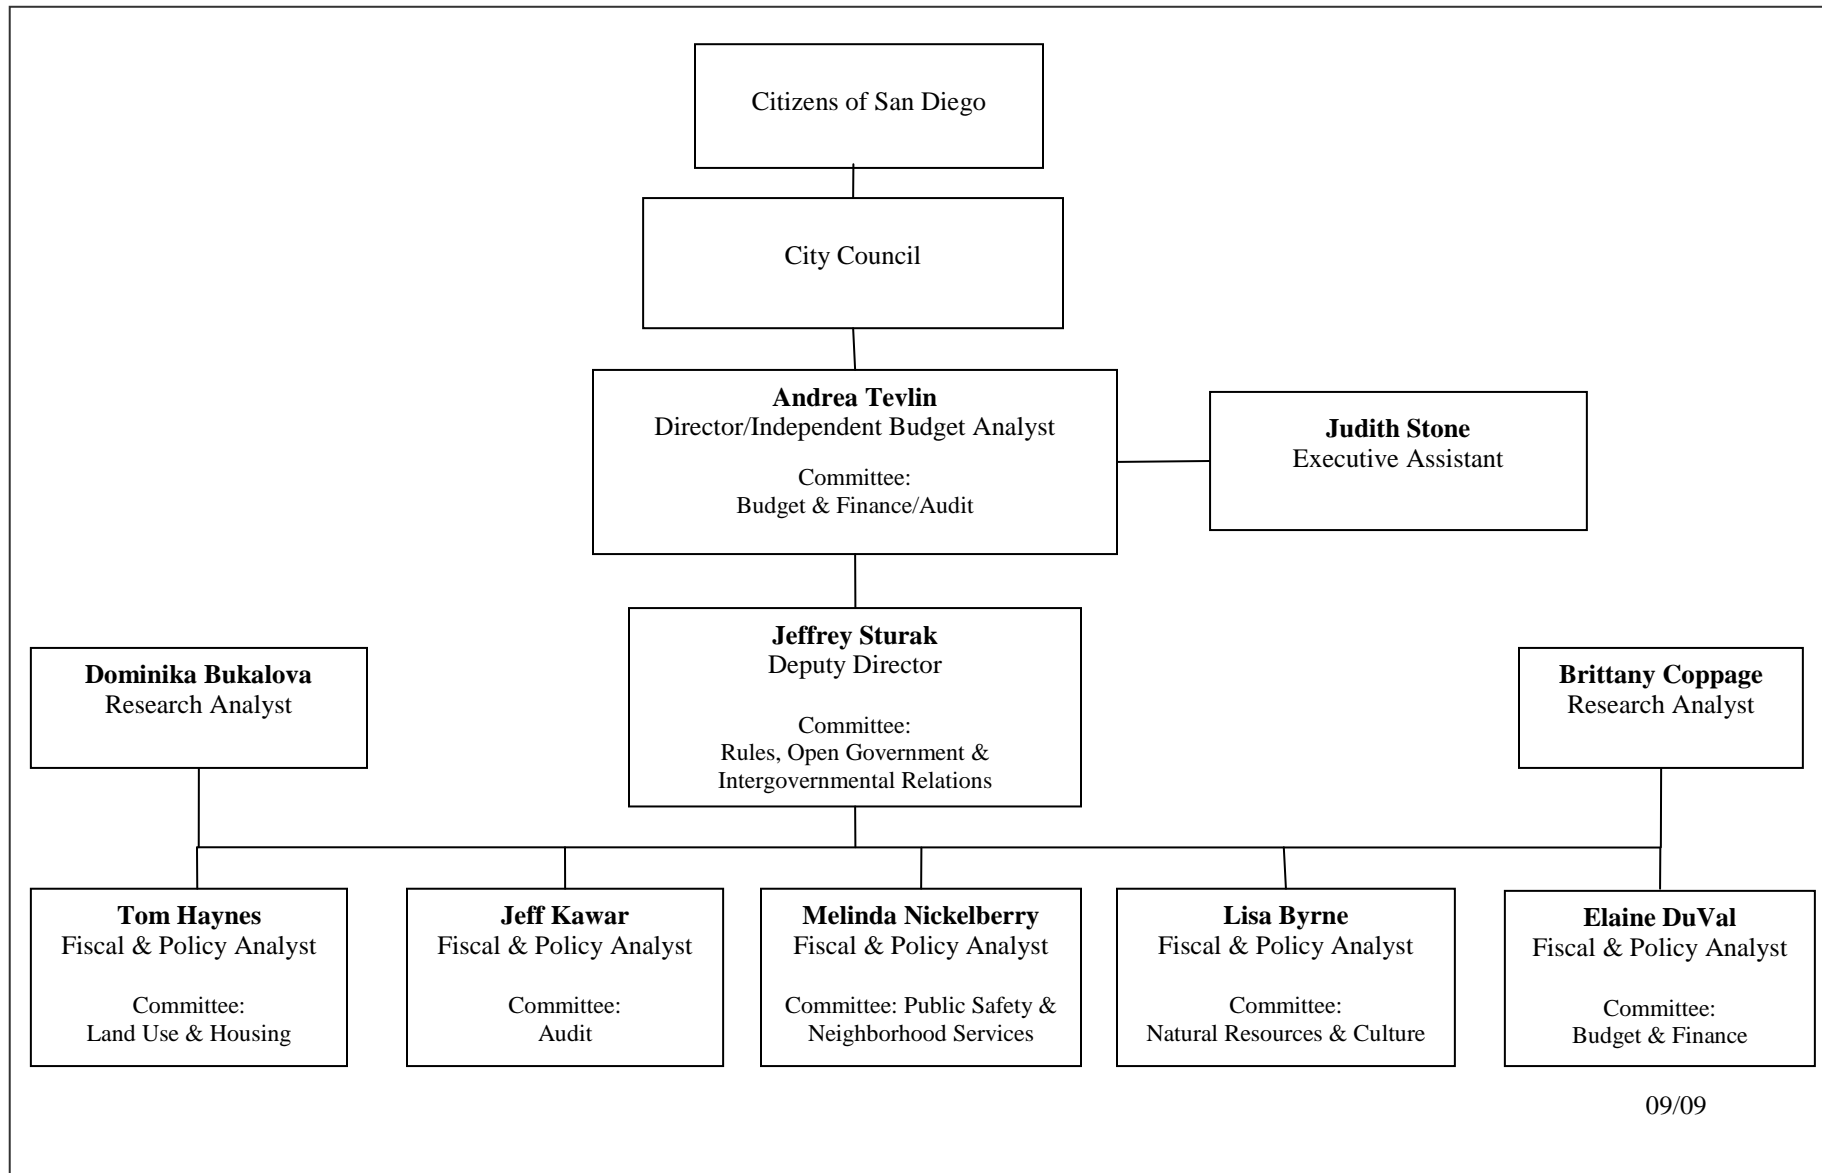 Citizens of San Diego
City Council
Andrea Tevlin
Director/Independent Budget Analyst
Committee:
Budget & Finance/Audit
Judith Stone
Executive Assistant
Jeffrey Sturak
Deputy Director
Committee:
Rules, Open Government &
Intergovernmental Relations
Dominika Bukalova
Research Analyst
Brittany Coppage
Research Analyst
Tom Haynes
Fiscal & Policy Analyst
Committee:
Land Use & Housing
Jeff Kawar
Fiscal & Policy Analyst
Committee:
Audit
Melinda Nickelberry
Fiscal & Policy Analyst
Committee: Public Safety &
Neighborhood Services
Lisa Byrne
Fiscal & Policy Analyst
Committee:
Natural Resources & Culture
Elaine DuVal
Fiscal & Policy Analyst
Committee:
Budget & Finance
09/09